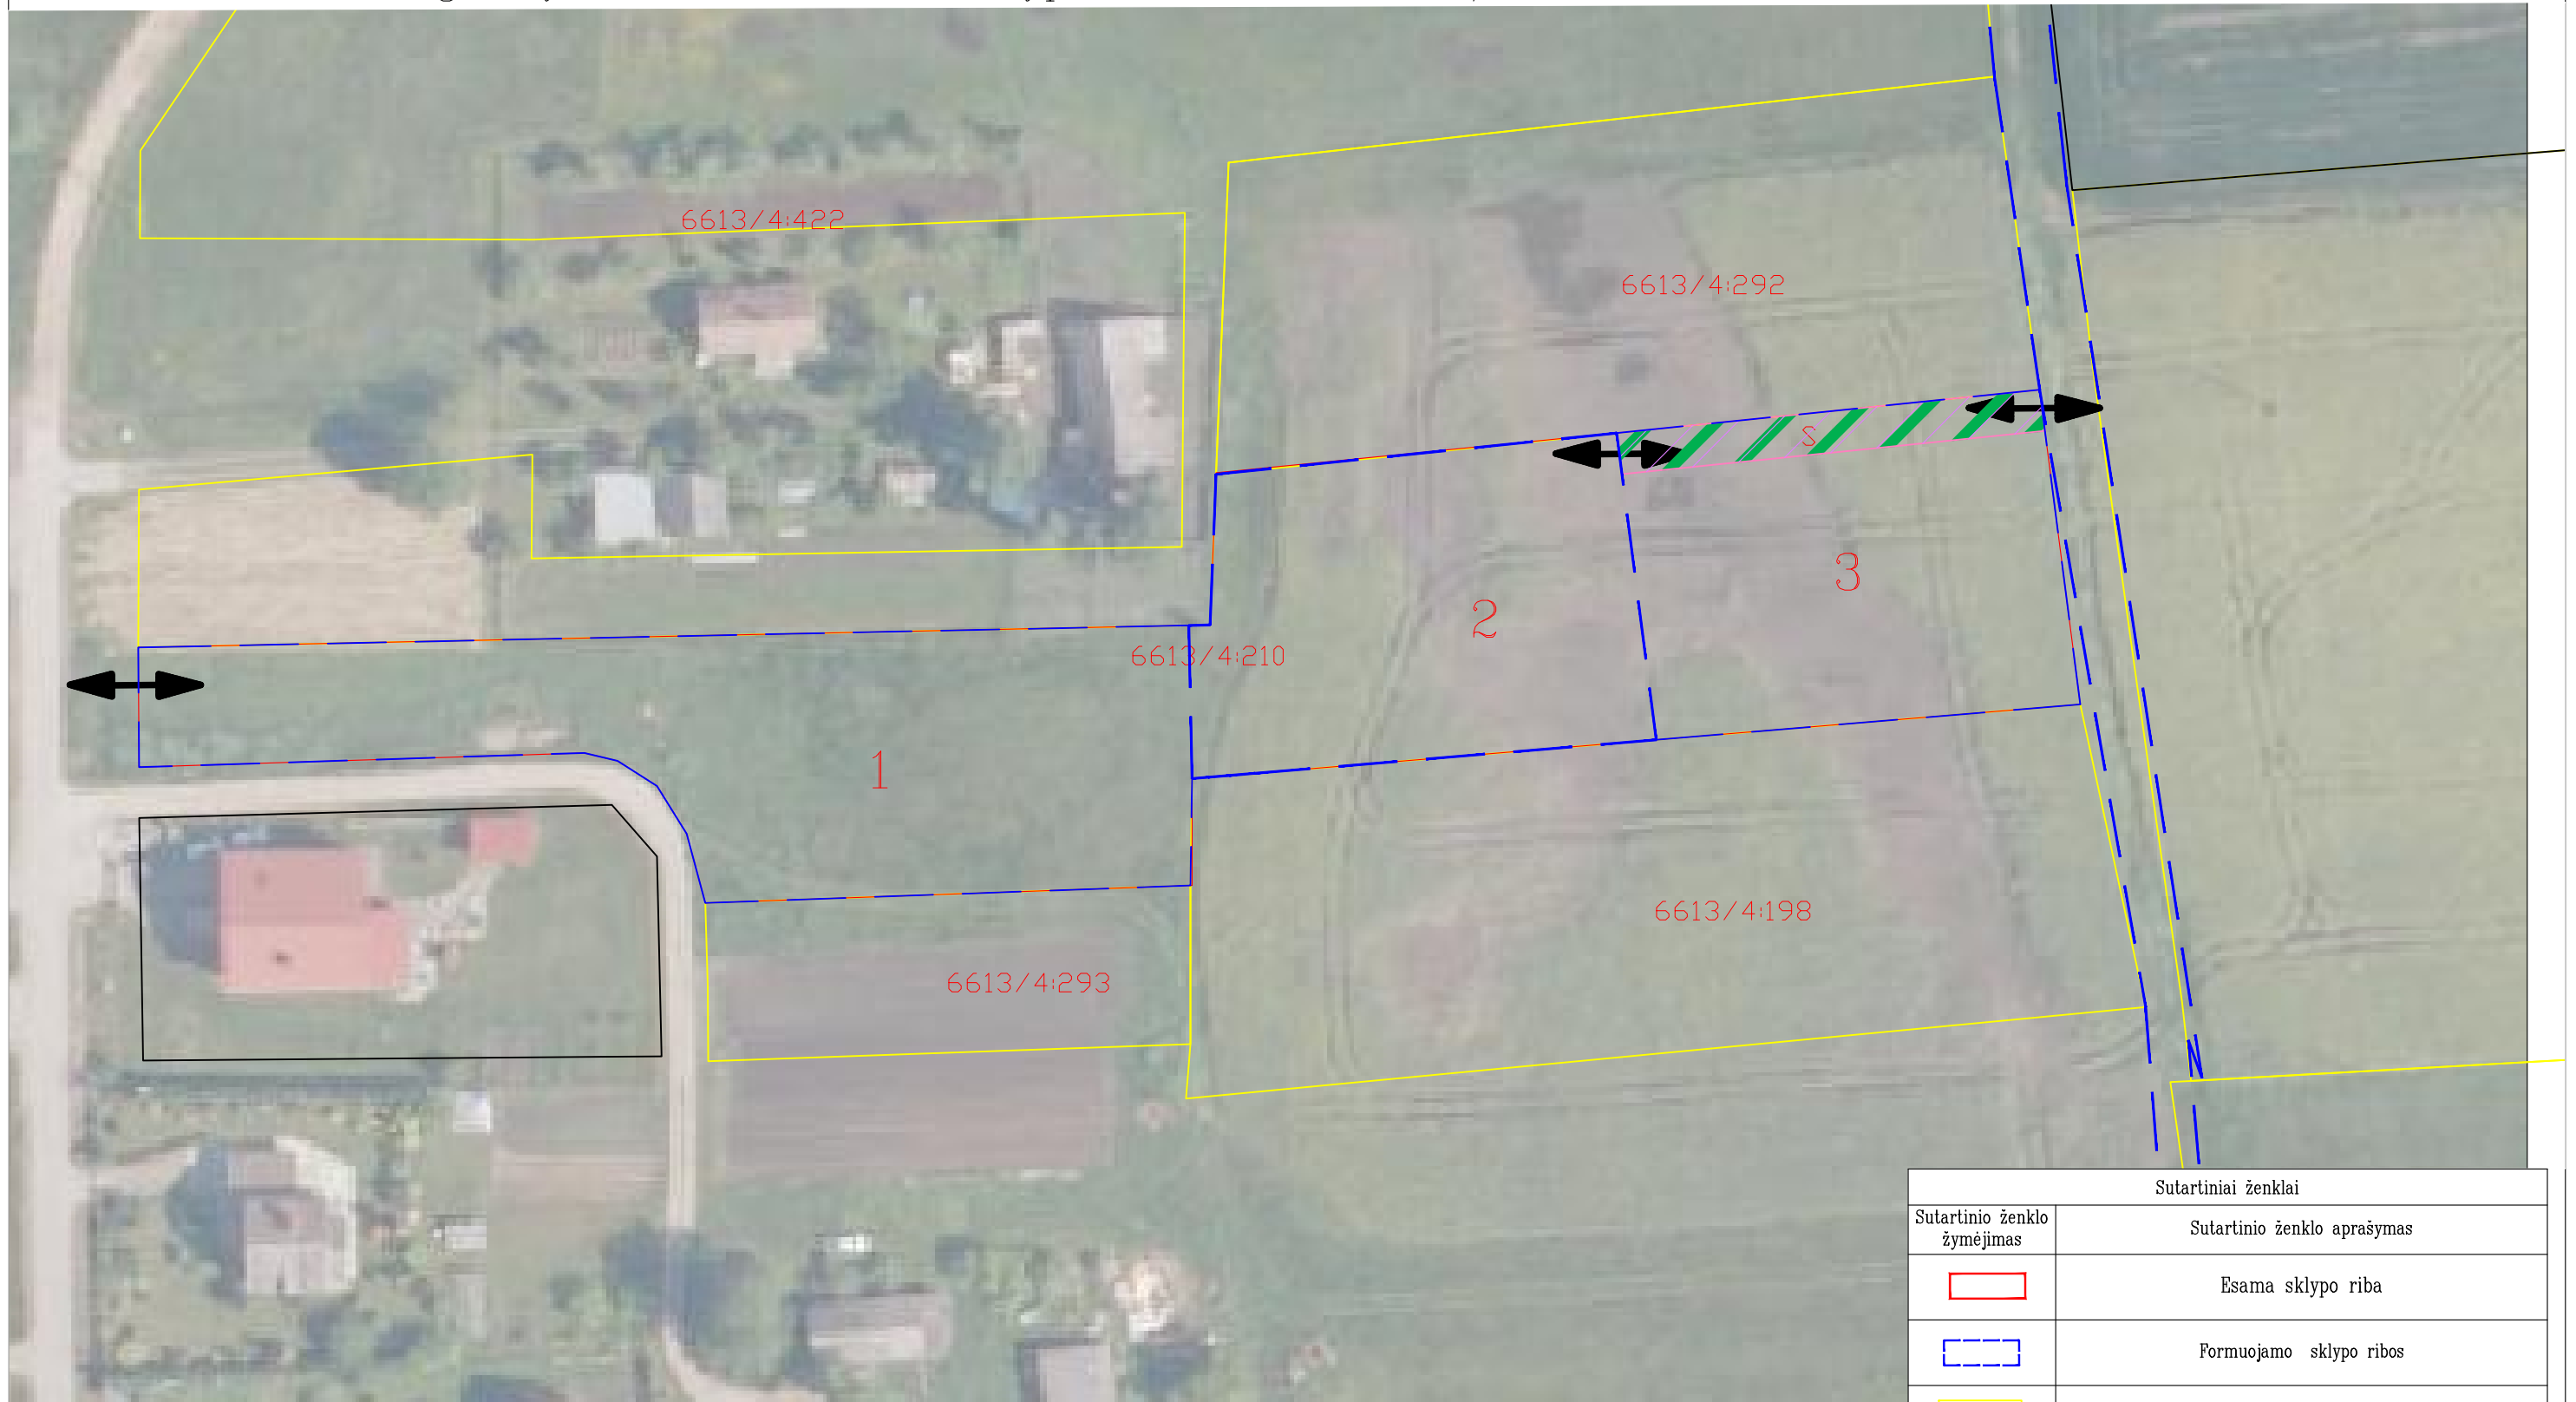 6613/4:422
6613/4:292
S
3
2
6613/4:210
1
6613/4:198
6613/4:293
Sutartiniai ženklai
Sutartinio ženklo žymėjimas
Sutartinio ženklo aprašymas
Esama sklypo riba
Formuojamo sklypo ribos